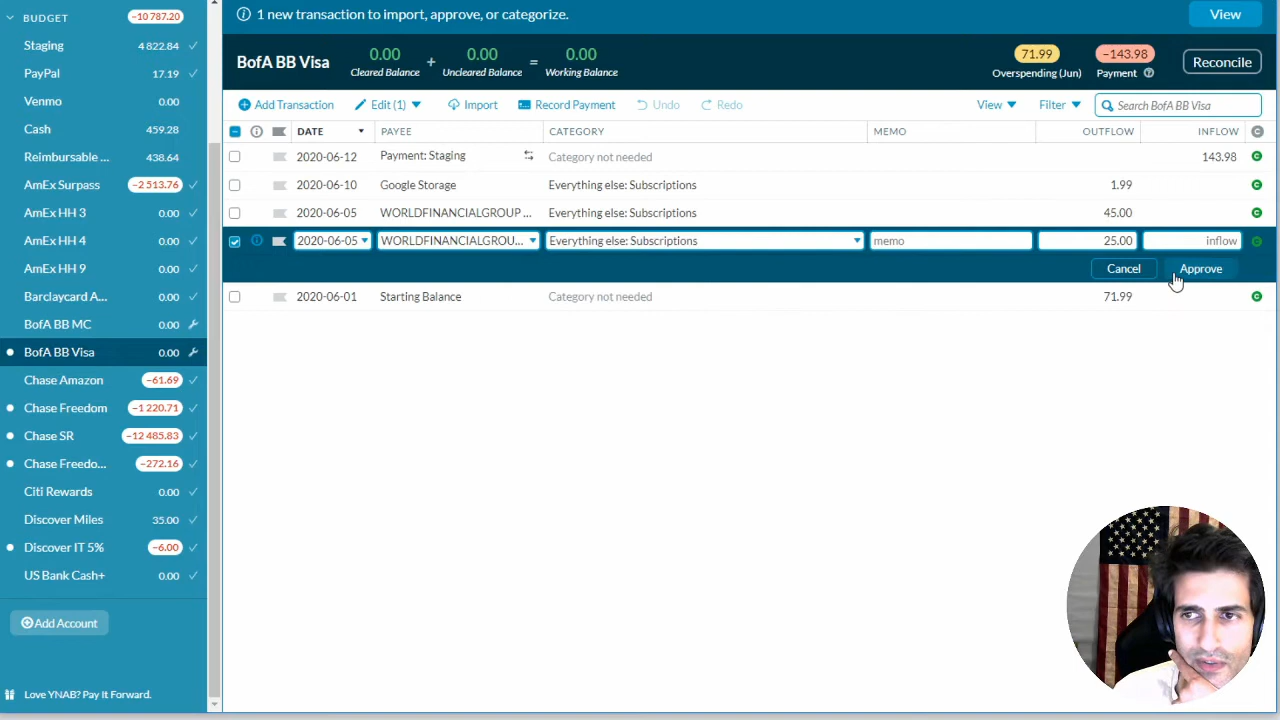 BUDGET −10 787.20
Staging 4 822.84
PayPal 17.19
Venmo 0.00
Cash 459.28
Reimbursable ... 438.64
AmEx Surpass −2 513.76
AmEx HH 3 0.00
AmEx HH 4 0.00
AmEx HH 9 0.00
Barclaycard A... 0.00
BofA BB MC 0.00
BofA BB Visa 0.00
Chase Amazon −61.69
Chase Freedom −1 220.71
Chase SR −12 485.83
Chase Freedo... −272.16
Citi Rewards 0.00
Discover Miles 35.00
Discover IT 5% −6.00
US Bank Cash+ 0.00
Add Account
Love YNAB? Pay It Forward.
1 new transaction to import, approve, or categorize. View
BofA BB Visa
0.00 + 0.00 = 0.00
Cleared Balance Uncleared Balance Working Balance
71.99 −143.98
Overspending (Jun) Payment ?
Reconcile
Add Transaction Edit (1) Import Record Payment Undo Redo View Filter Search BofA BB Visa
DATE PAYEE CATEGORY MEMO OUTFLOW INFLOW C
2020-06-12 Payment: Staging Category not needed 143.98 C
2020-06-10 Google Storage Everything else: Subscriptions 1.99 C
2020-06-05 WORLDFINANCIALGROUP ... Everything else: Subscriptions 45.00 C
2020-06-05 WORLDFINANCIALGROU... Everything else: Subscriptions memo 25.00 inflow C
Cancel Approve
2020-06-01 Starting Balance Category not needed 71.99 C